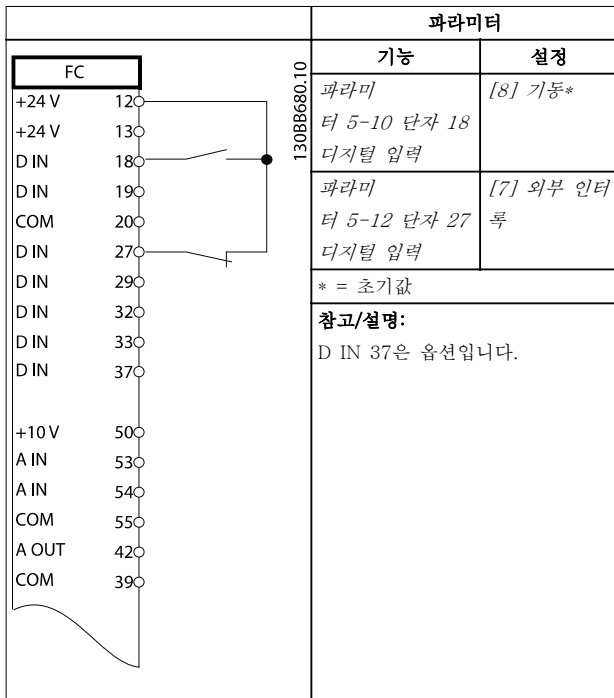 파라미터
기능 설정
파라미
터 5-10 단자 18
디지털 입력
[8] 기동*
파라미
터 5-12 단자 27
디지털 입력
[7] 외부 인터
록
* = 초기값
참고/설명:
D IN 37은 옵션입니다.
FC
+24 V 12
+24 V 13
D IN 18
D IN 19
COM 20
D IN 27
D IN 29
D IN 32
D IN 33
D IN 37
+10 V 50
A IN 53
A IN 54
COM 55
A OUT 42
COM 39
130BB680.10